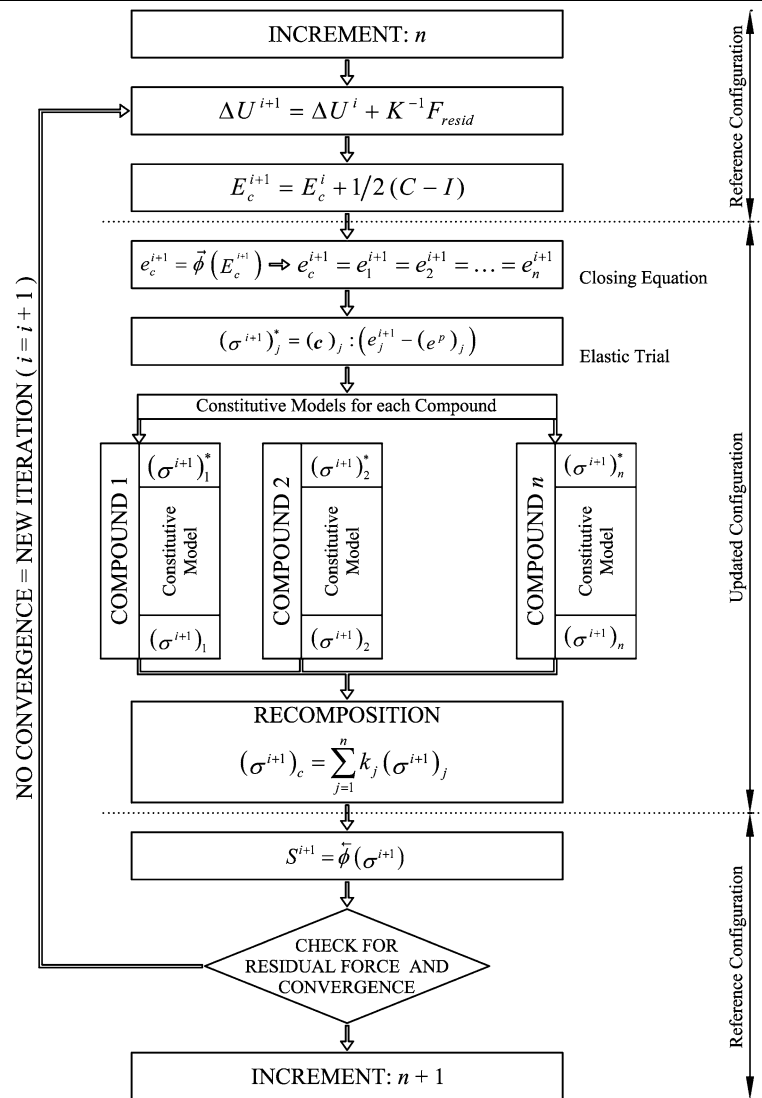 INCREMENT: n
ΔU^{i+1} = ΔU^{i} + K^{-1}F_{resid}
E_c^{i+1} = E_c^{i} + 1/2 (C − I)
Reference Configuration
e_c^{i+1} = \vec{ϕ}(E_c^{i+1}) ⇒ e_c^{i+1} = e_1^{i+1} = e_2^{i+1} = … = e_n^{i+1}
Closing Equation
(σ^{i+1})_j^* = (c)_j : (e_j^{i+1} − (e^p)_j)
Elastic Trial
Constitutive Models for each Compound
COMPOUND 1
(σ^{i+1})_1^*
Constitutive
Model
(σ^{i+1})_1
COMPOUND 2
(σ^{i+1})_2^*
Constitutive
Model
(σ^{i+1})_2
COMPOUND n
(σ^{i+1})_n^*
Constitutive
Model
(σ^{i+1})_n
Updated Configuration
RECOMPOSITION
(σ^{i+1})_c = \sum_{j=1}^{n} k_j (σ^{i+1})_j
S^{i+1} = \overleftarrow{ϕ}(σ^{i+1})
CHECK FOR
RESIDUAL FORCE AND
CONVERGENCE
NO CONVERGENCE = NEW ITERATION ( i = i + 1 )
Reference Configuration
INCREMENT: n + 1